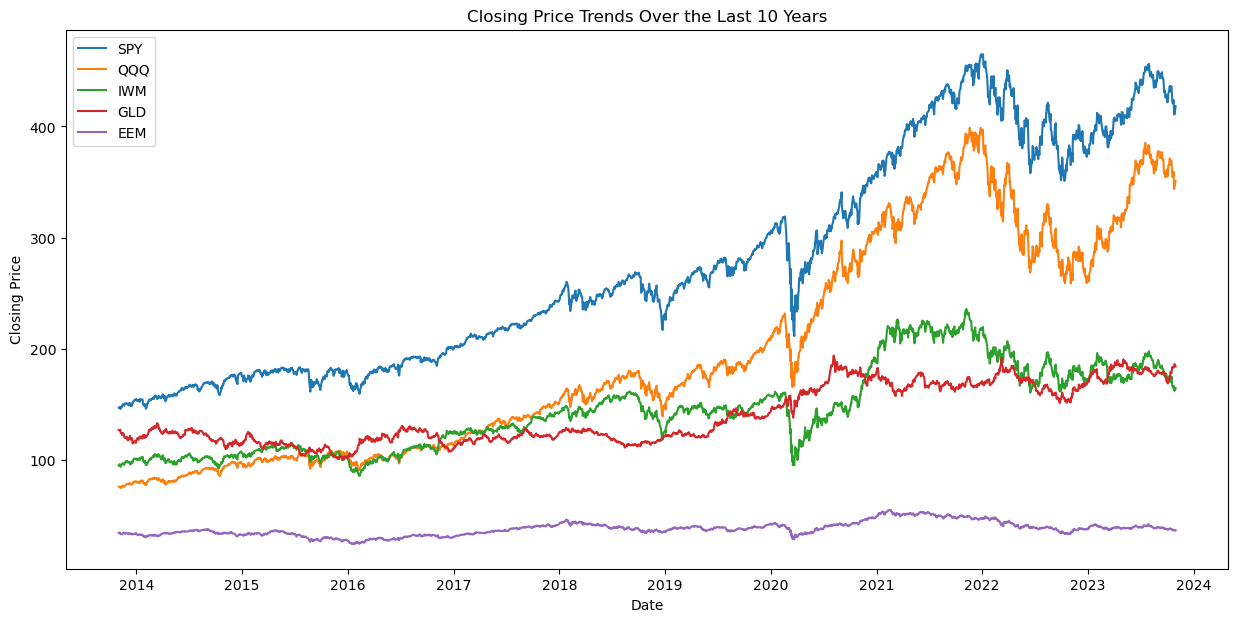 Closing Price Trends Over the Last 10 Years
SPY
QQQ
IWM
GLD
EEM
400
300
200
100
Closing Price
2014 2015 2016 2017 2018 2019 2020 2021 2022 2023 2024
Date